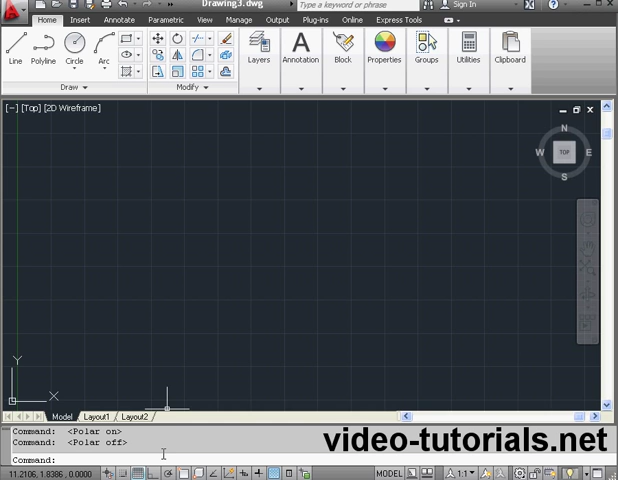 Drawing3.dwg
Type a keyword or phrase
Sign In
Home Insert Annotate Parametric View Manage Output Plug-ins Online Express Tools
Line Polyline Circle Arc Layers Annotation Block Properties Groups Utilities Clipboard
Draw Modify
[−] [Top] [2D Wireframe]
N
W TOP E
S
Y
X
Model Layout1 Layout2
Command: <Polar on>
Command: <Polar off>
Command:
video-tutorials.net
11.2106, 1.8386 , 0.0000 MODEL 1:1